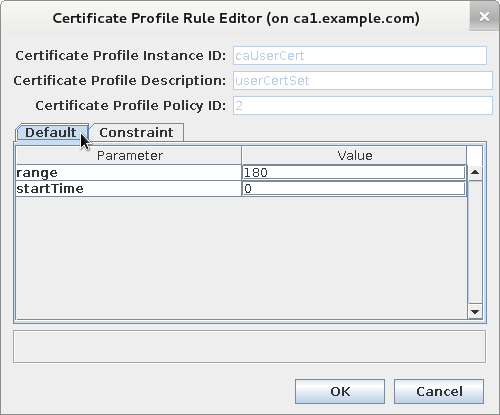 Certificate Profile Rule Editor (on ca1.example.com)
Certificate Profile Instance ID: caUserCert
Certificate Profile Description: userCertSet
Certificate Profile Policy ID: 2
Default Constraint
Parameter Value
range 180
startTime 0
OK Cancel